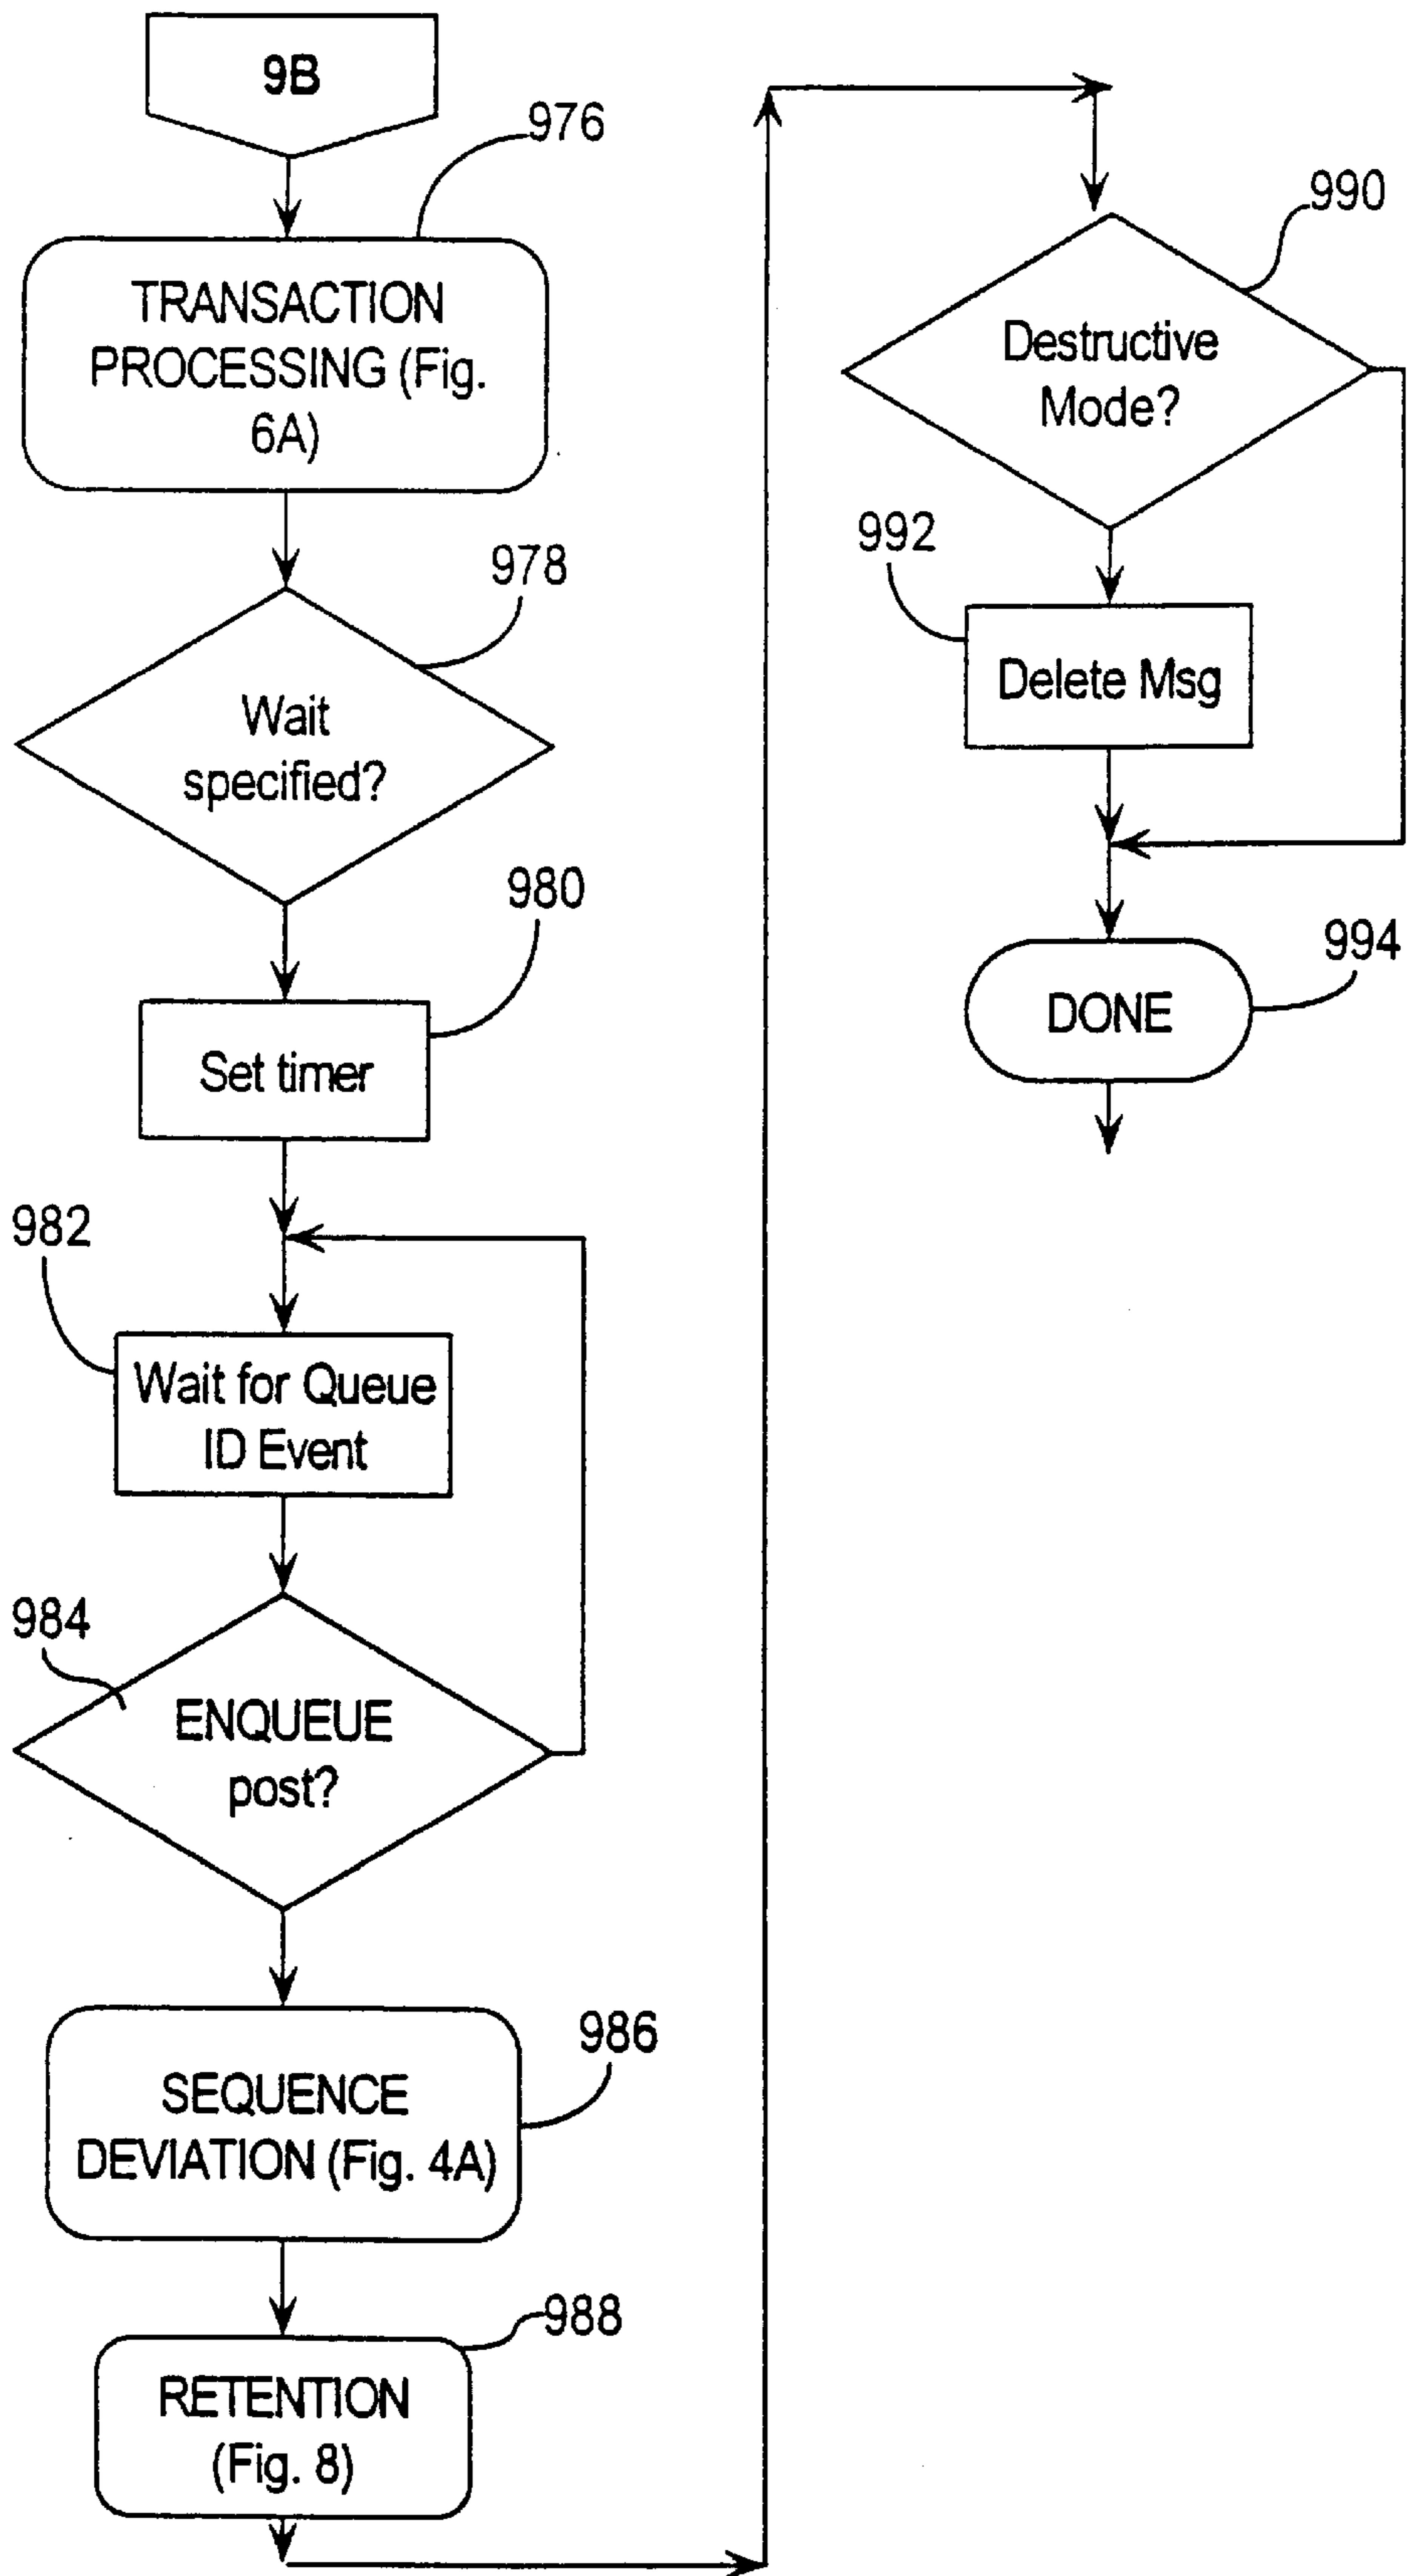 9B
976
TRANSACTION
PROCESSING (Fig.
6A)
978
Wait
specified?
980
Set timer
982
Wait for Queue
ID Event
984
ENQUEUE
post?
986
SEQUENCE
DEVIATION (Fig. 4A)
988
RETENTION
(Fig. 8)
990
Destructive
Mode?
992
Delete Msg
994
DONE